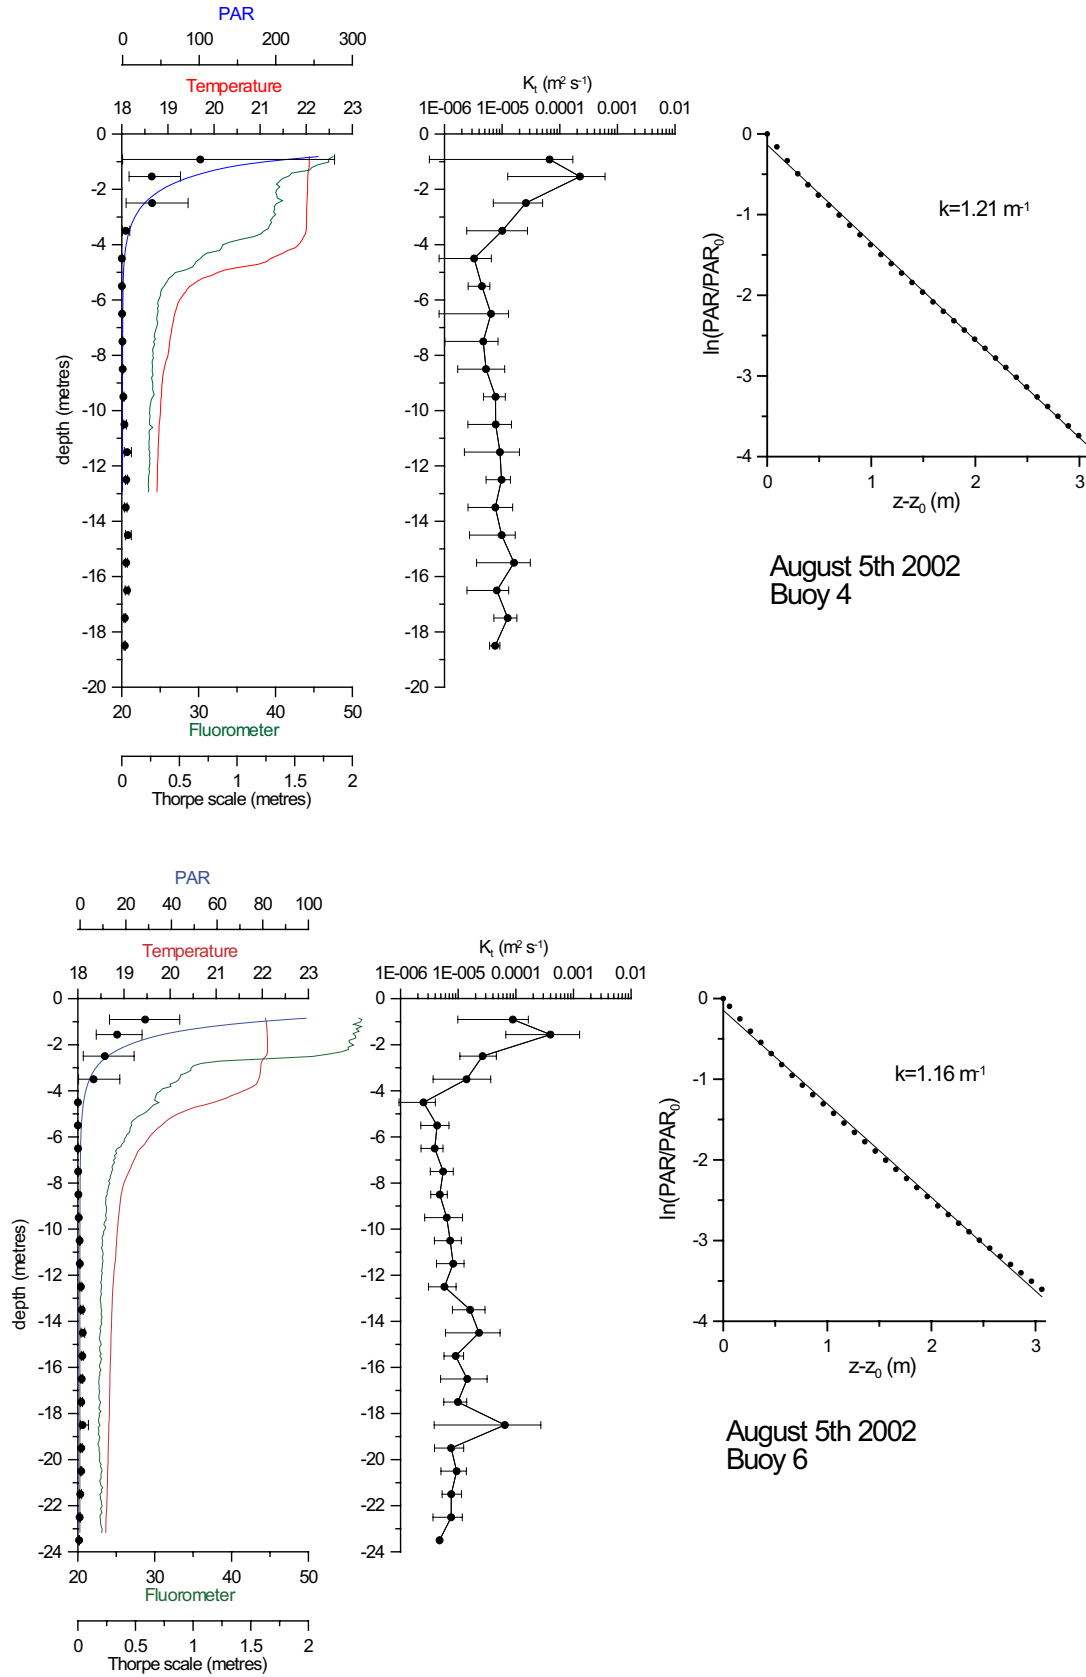 PAR
0 100 200 300
Temperature
18 19 20 21 22 23
K_t (m² s⁻¹)
1E-006 1E-005 0.0001 0.001 0.01
0
-2
-4
-6
-8
-10
-12
-14
-16
-18
-20
depth (metres)
20 30 40 50
Fluorometer
0 0.5 1 1.5 2
Thorpe scale (metres)
0
-2
-4
-6
-8
-10
-12
-14
-16
-18
-20
0
-1
-2
-3
-4
ln(PAR/PAR₀)
k=1.21 m⁻¹
0 1 2 3
z-z₀ (m)
August 5th 2002
Buoy 4
PAR
0 20 40 60 80 100
Temperature
18 19 20 21 22 23
K_t (m² s⁻¹)
1E-006 1E-005 0.0001 0.001 0.01
0
-2
-4
-6
-8
-10
-12
-14
-16
-18
-20
-22
-24
depth (metres)
20 30 40 50
Fluorometer
0 0.5 1 1.5 2
Thorpe scale (metres)
0
-2
-4
-6
-8
-10
-12
-14
-16
-18
-20
-22
-24
0
-1
-2
-3
-4
ln(PAR/PAR₀)
k=1.16 m⁻¹
0 1 2 3
z-z₀ (m)
August 5th 2002
Buoy 6